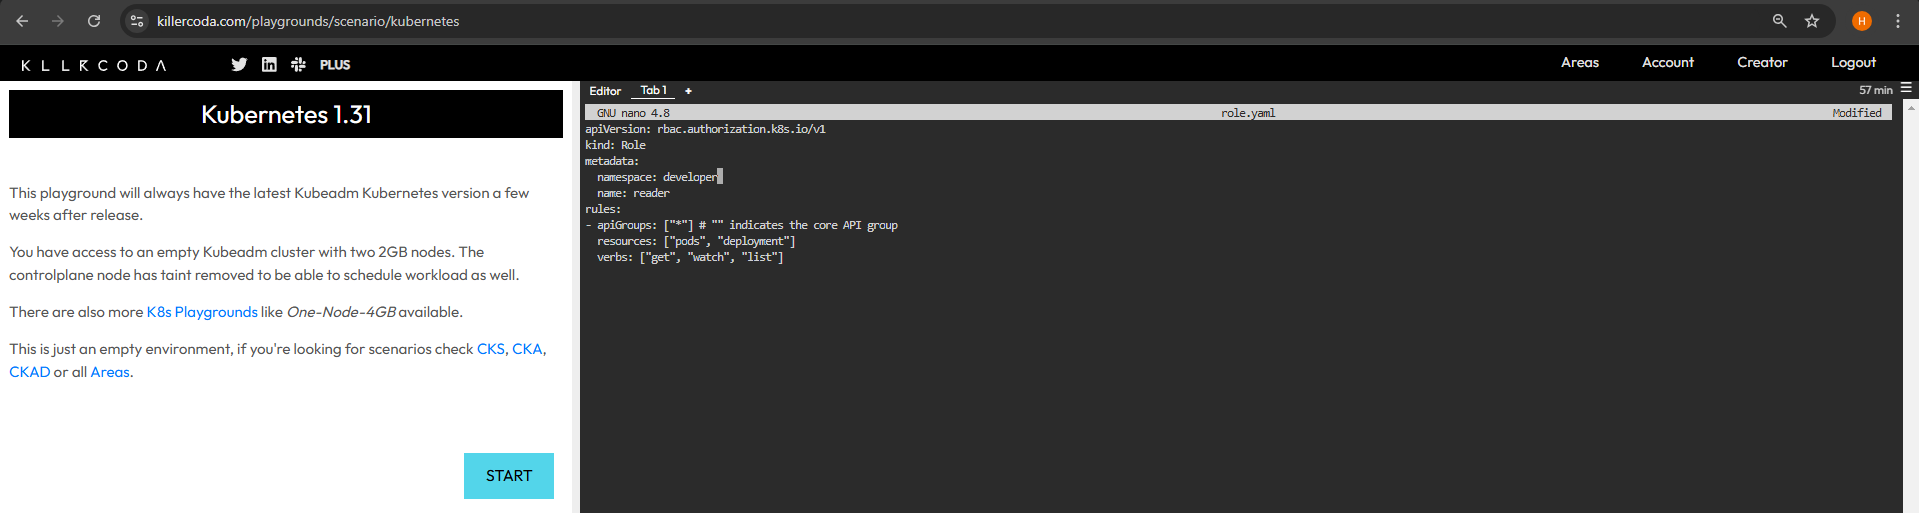 killercoda.com/playgrounds/scenario/kubernetes
H
KLLRCODA
PLUS
Areas
Account
Creator
Logout
Kubernetes 1.31
This playground will always have the latest Kubeadm Kubernetes version a few
weeks after release.
You have access to an empty Kubeadm cluster with two 2GB nodes. The
controlplane node has taint removed to be able to schedule workload as well.
There are also more K8s Playgrounds like One-Node-4GB available.
This is just an empty environment, if you're looking for scenarios check CKS, CKA,
CKAD or all Areas.
START
Editor
Tab 1
+
57 min
GNU nano 4.8 role.yaml Modified
apiVersion: rbac.authorization.k8s.io/v1
kind: Role
metadata:
  namespace: developer
  name: reader
rules:
- apiGroups: ["*"] # "" indicates the core API group
  resources: ["pods", "deployment"]
  verbs: ["get", "watch", "list"]